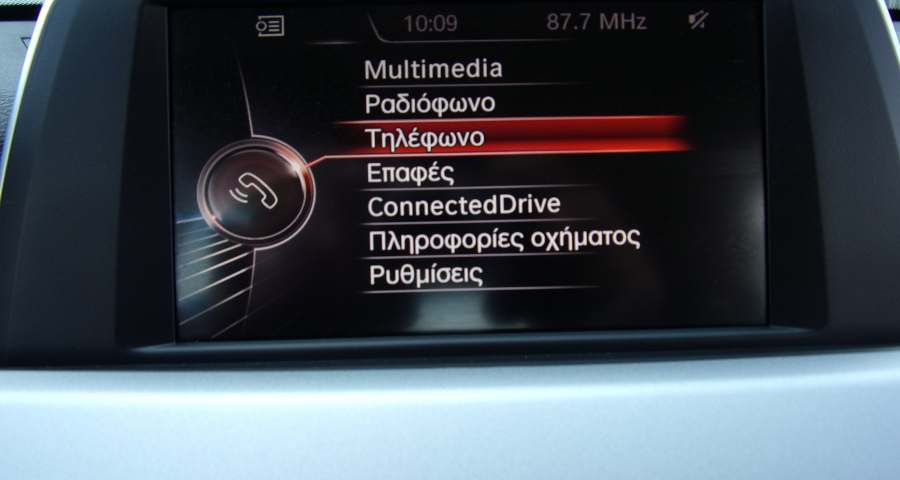 10:09 87.7 MHz
Multimedia
Ραδιόφωνο
Τηλέφωνο
Επαφές
ConnectedDrive
Πληροφορίες οχήματος
Ρυθμίσεις